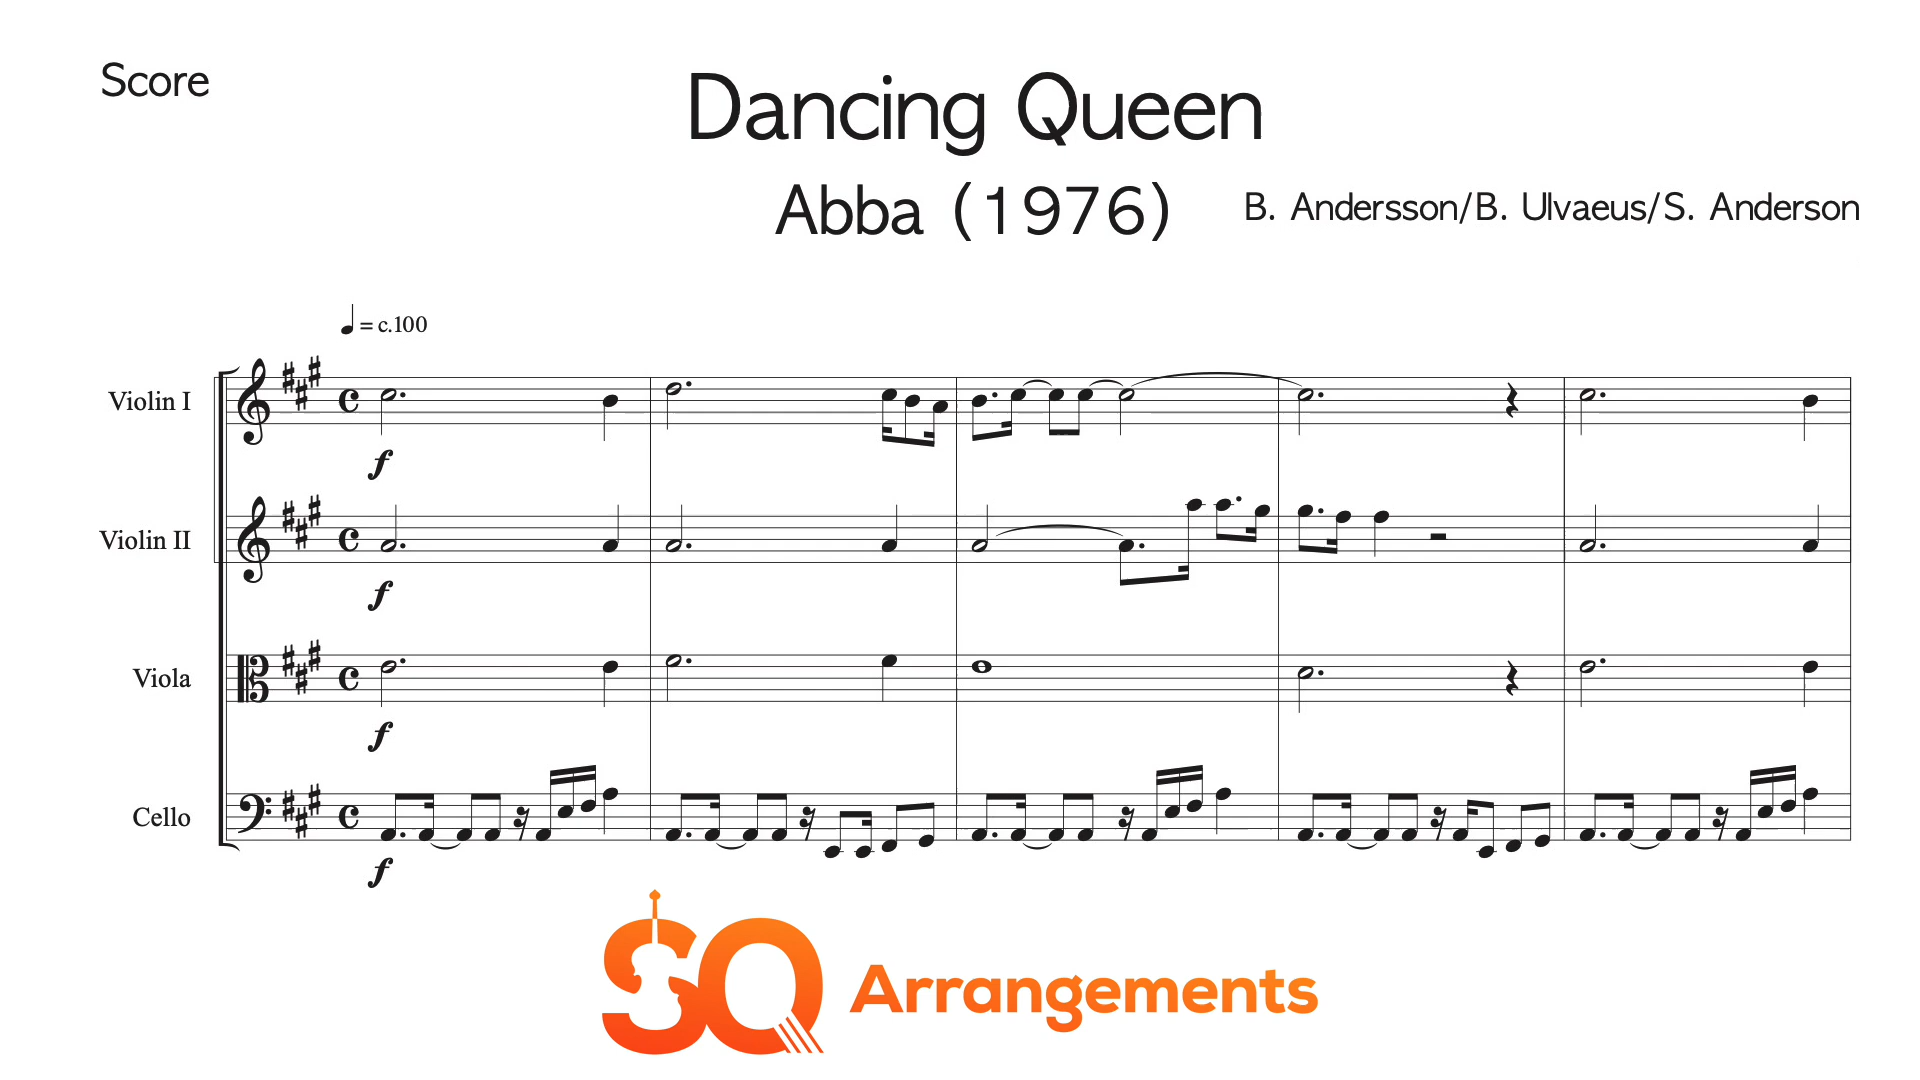 Score
Dancing Queen
Abba (1976)
B. Andersson/B. Ulvaeus/S. Anderson
= c.100
Violin I
f
Violin II
f
Viola
f
Cello
f
SQ Arrangements